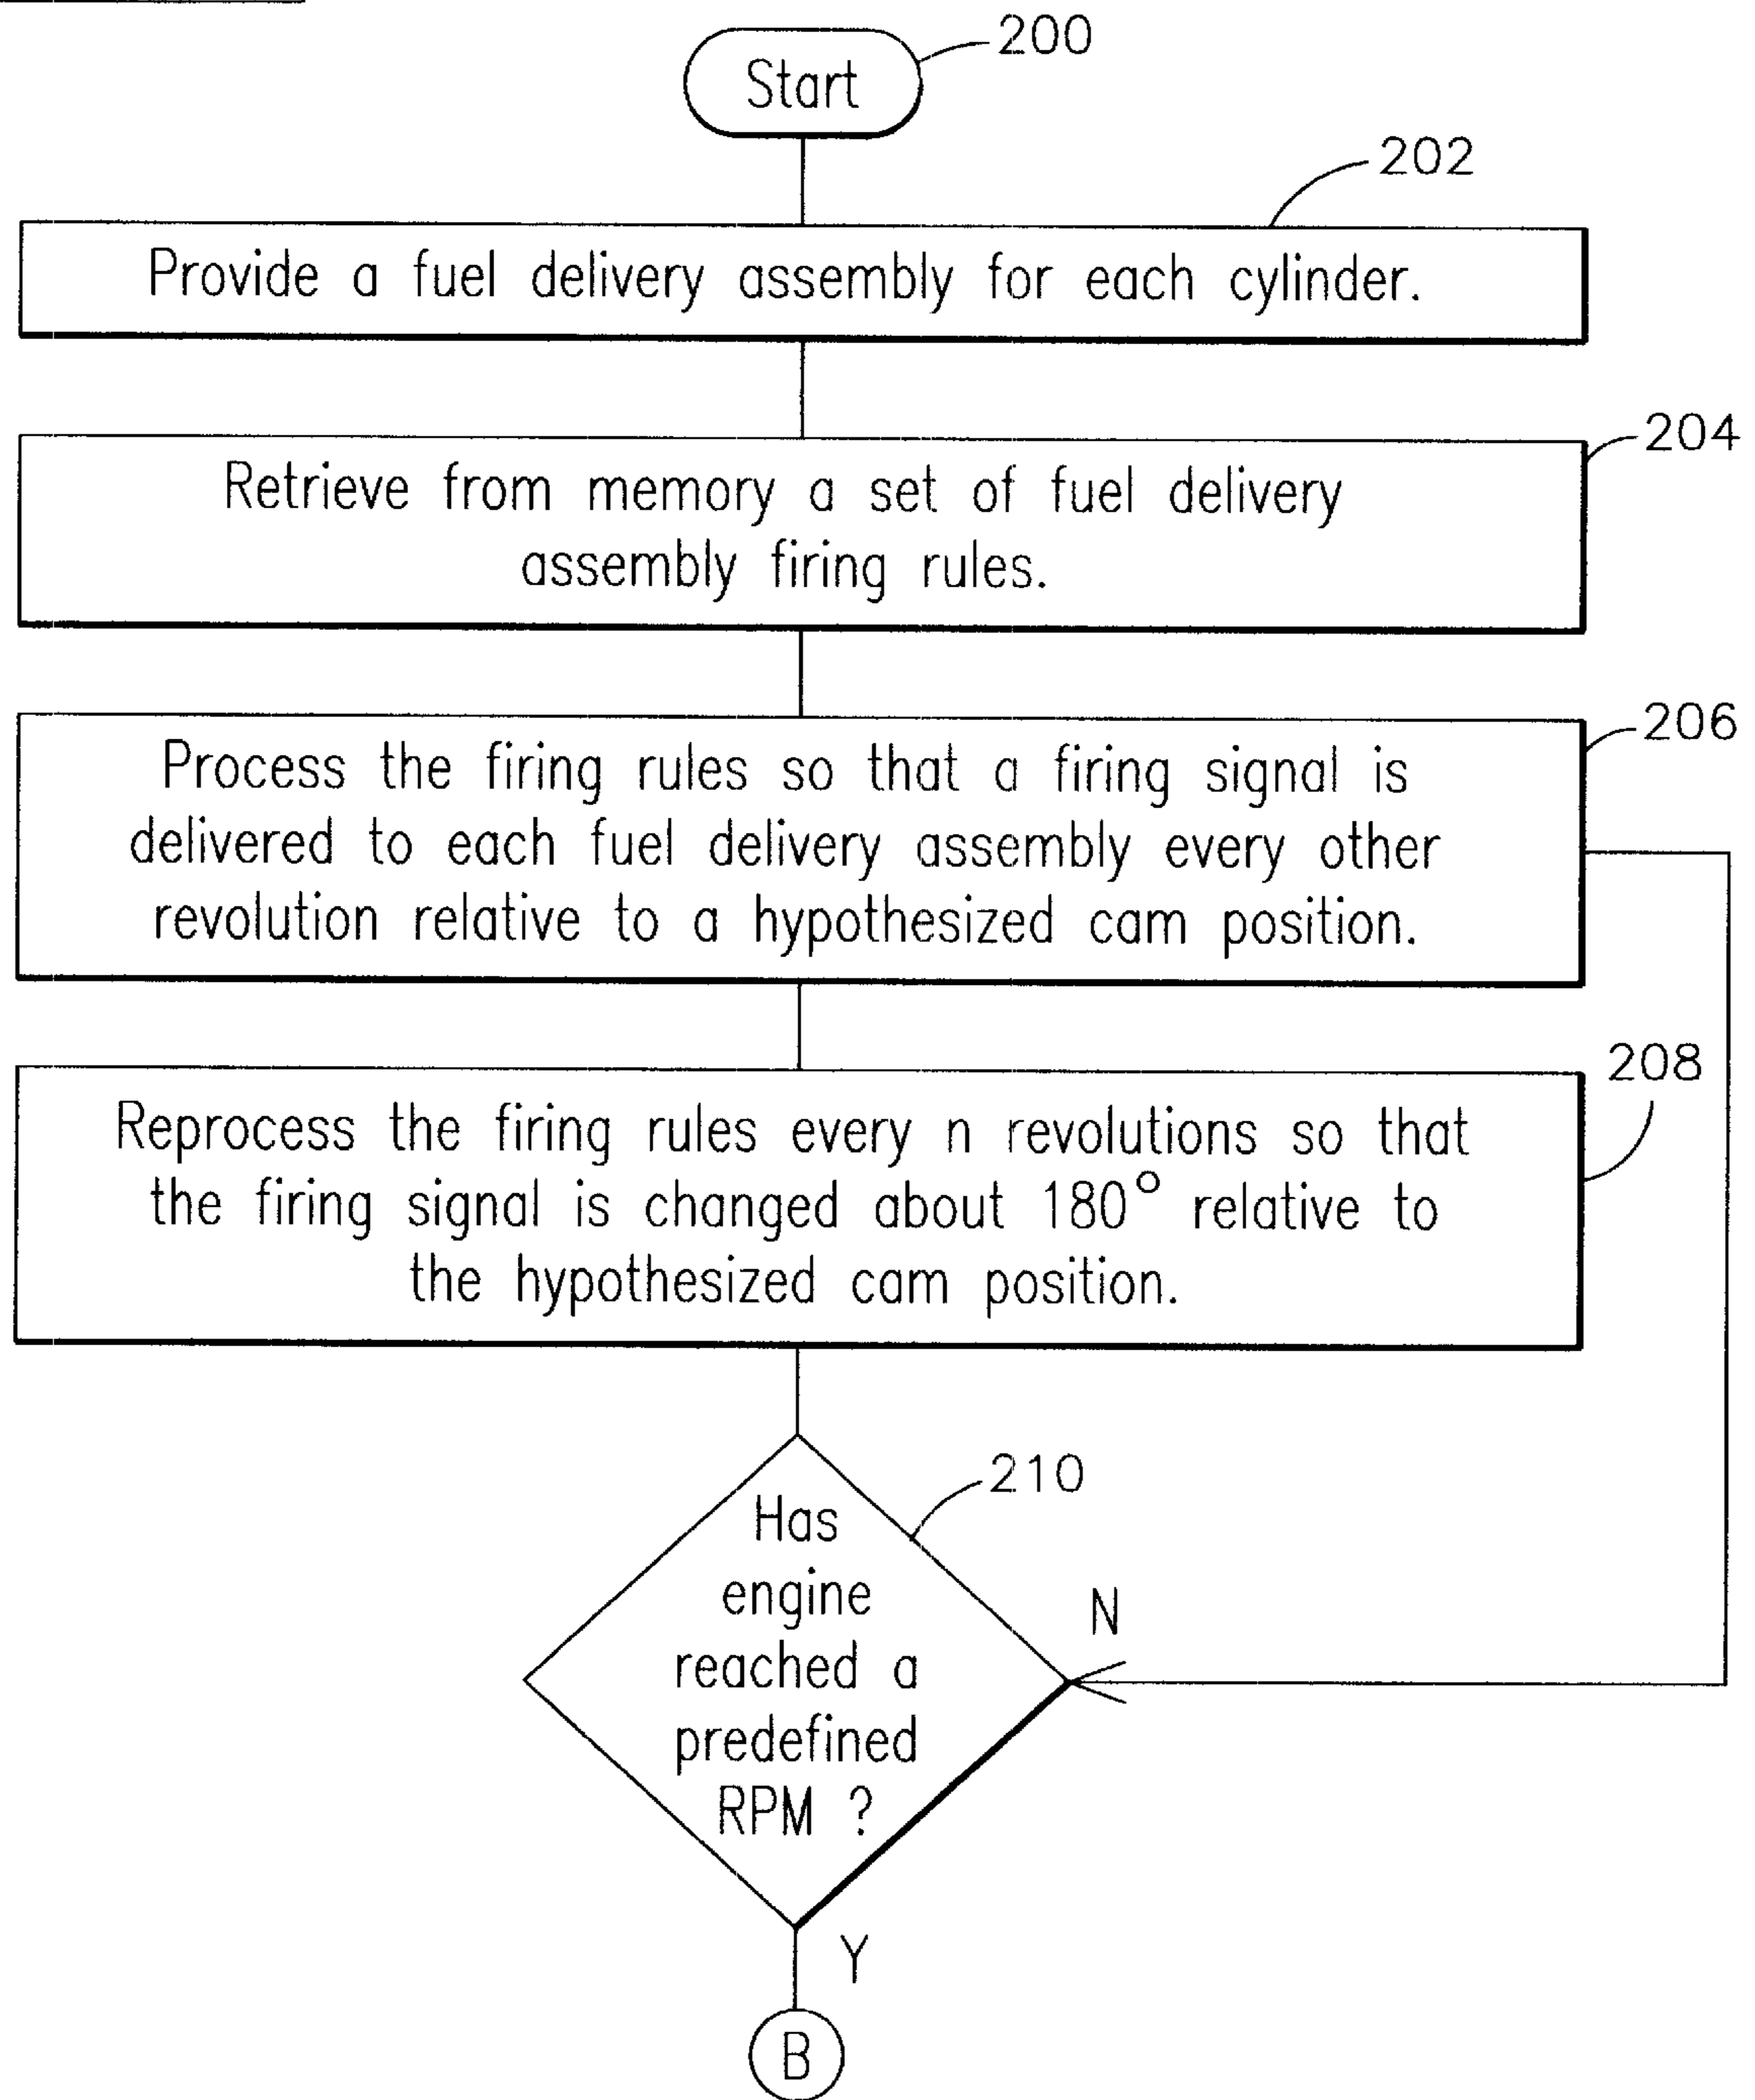 Start
200
202
Provide a fuel delivery assembly for each cylinder.
204
Retrieve from memory a set of fuel delivery
assembly firing rules.
206
Process the firing rules so that a firing signal is
delivered to each fuel delivery assembly every other
revolution relative to a hypothesized cam position.
208
Reprocess the firing rules every n revolutions so that
the firing signal is changed about 180° relative to
the hypothesized cam position.
210
Has
engine
reached a
predefined
RPM ?
N
Y
B